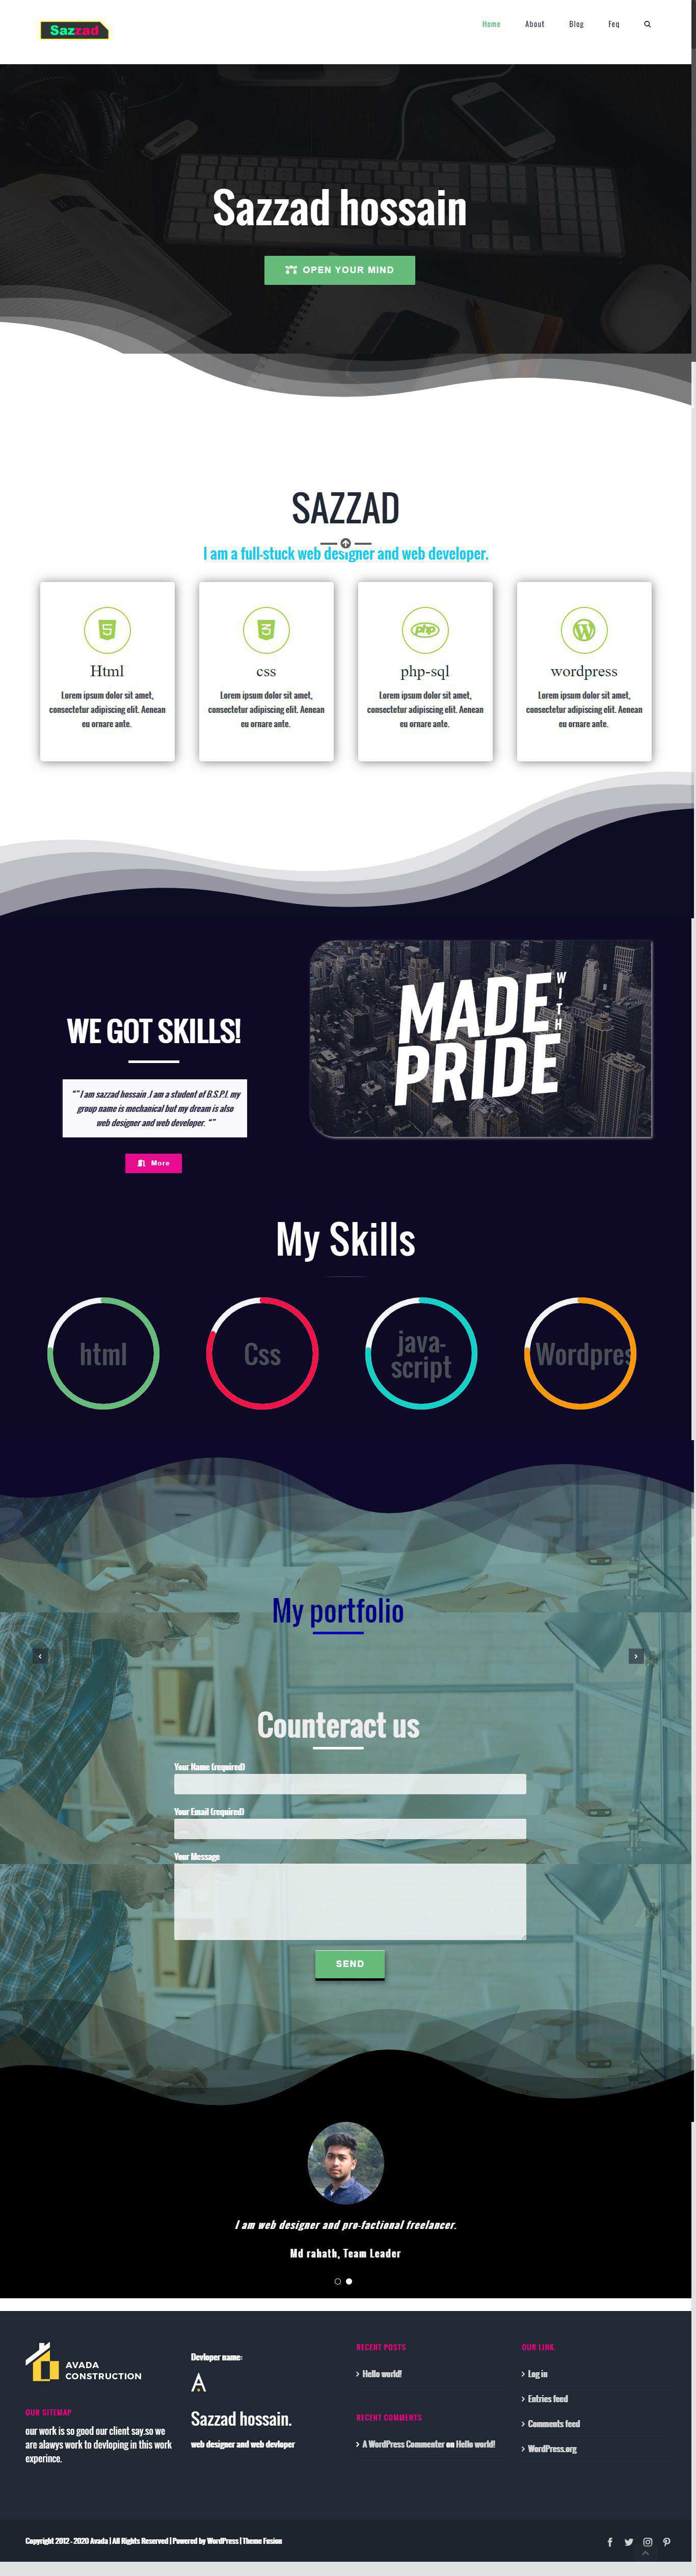 Sazzad
Home About Blog Feq
Sazzad hossain
OPEN YOUR MIND
SAZZAD
I am a full-stuck web designer and web developer.
Html
Lorem ipsum dolor sit amet,
consectetur adipiscing elit. Aenean
eu ornare ante.
css
Lorem ipsum dolor sit amet,
consectetur adipiscing elit. Aenean
eu ornare ante.
php
php-sql
Lorem ipsum dolor sit amet,
consectetur adipiscing elit. Aenean
eu ornare ante.
wordpress
Lorem ipsum dolor sit amet,
consectetur adipiscing elit. Aenean
eu ornare ante.
WE GOT SKILLS!
“” I am sazzad hossain .I am a student of B.S.P.I. my
group name is mechanical but my dream is also
web designer and web developer. “”
More
MADE
WITH
PRIDE
My Skills
html
Css
java-
script
Wordpres
My portfolio
Counteract us
Your Name (required)
Your Email (required)
Your Message
SEND
I am web designer and pro-factional freelancer.
Md rahath, Team Leader
AVADA
CONSTRUCTION
OUR SITEMAP
our work is so good our client say.so we
are alawys work to devloping in this work
experince.
Devloper name:
A
Sazzad hossain.
web designer and web devloper
RECENT POSTS
Hello world!
RECENT COMMENTS
A WordPress Commenter on Hello world!
OUR LINK.
Log in
Entries feed
Comments feed
WordPress.org
Copyright 2012 - 2020 Avada | All Rights Reserved | Powered by WordPress | Theme Fusion